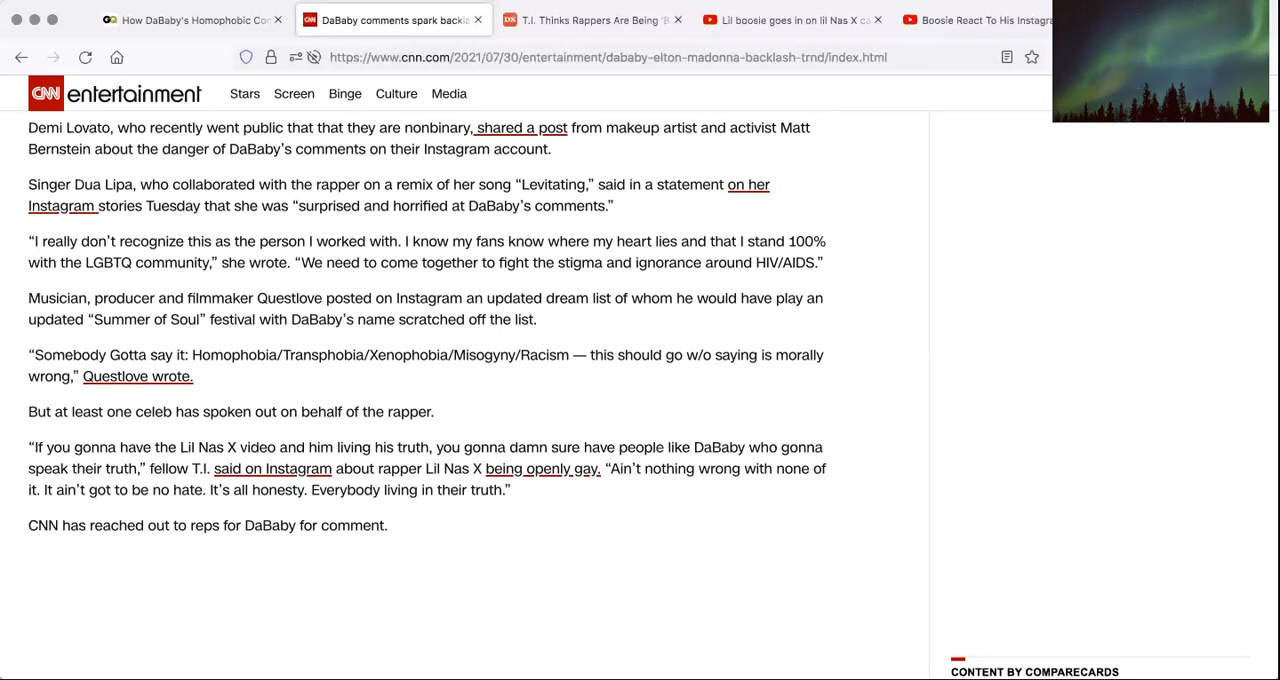 GQ How DaBaby's Homophobic Co
CNN DaBaby comments spark backla
T.I. Thinks Rappers Are Being 'B
Lil boosie goes in on lil Nas X ca
Boosie React To His Instagra
https://www.cnn.com/2021/07/30/entertainment/dababy-elton-madonna-backlash-trnd/index.html
CNN entertainment Stars Screen Binge Culture Media
Demi Lovato, who recently went public that that they are nonbinary, shared a post from makeup artist and activist Matt
Bernstein about the danger of DaBaby’s comments on their Instagram account.
Singer Dua Lipa, who collaborated with the rapper on a remix of her song “Levitating,” said in a statement on her
Instagram stories Tuesday that she was “surprised and horrified at DaBaby’s comments.”
“I really don’t recognize this as the person I worked with. I know my fans know where my heart lies and that I stand 100%
with the LGBTQ community,” she wrote. “We need to come together to fight the stigma and ignorance around HIV/AIDS.”
Musician, producer and filmmaker Questlove posted on Instagram an updated dream list of whom he would have play an
updated “Summer of Soul” festival with DaBaby’s name scratched off the list.
“Somebody Gotta say it: Homophobia/Transphobia/Xenophobia/Misogyny/Racism — this should go w/o saying is morally
wrong,” Questlove wrote.
But at least one celeb has spoken out on behalf of the rapper.
“If you gonna have the Lil Nas X video and him living his truth, you gonna damn sure have people like DaBaby who gonna
speak their truth,” fellow T.I. said on Instagram about rapper Lil Nas X being openly gay. “Ain’t nothing wrong with none of
it. It ain’t got to be no hate. It’s all honesty. Everybody living in their truth.”
CNN has reached out to reps for DaBaby for comment.
CONTENT BY COMPARECARDS